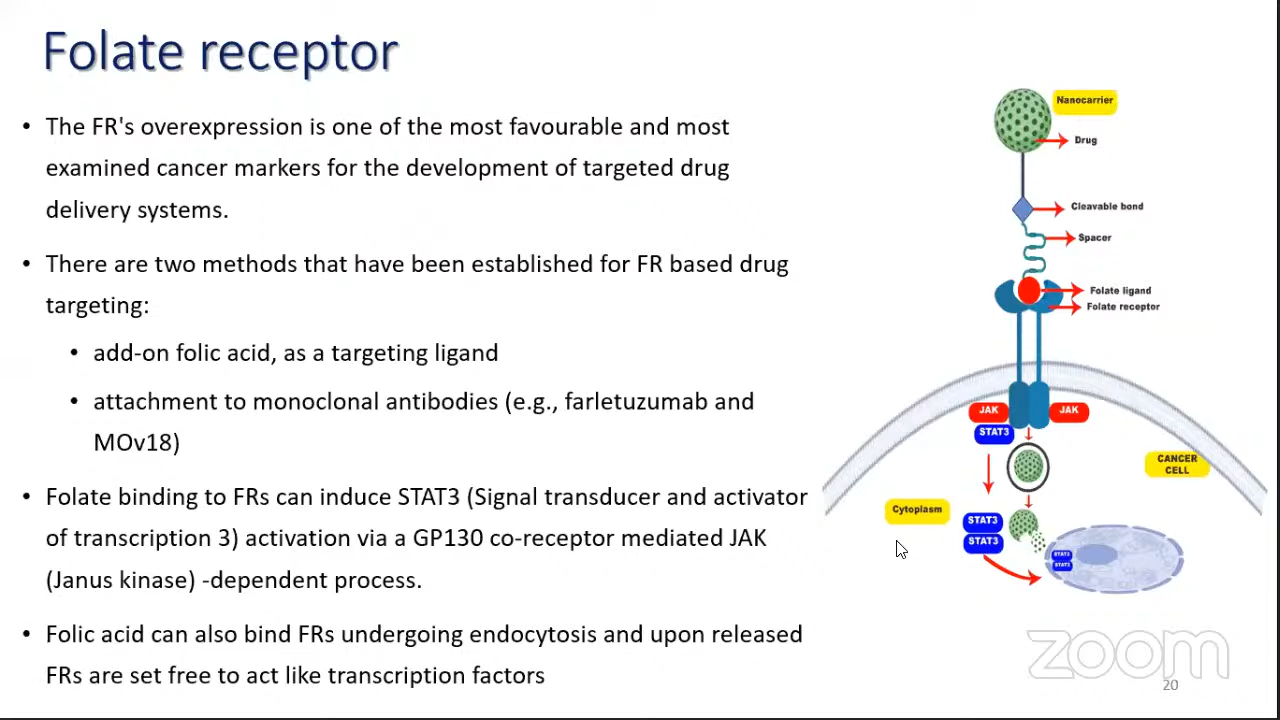 Folate receptor
• The FR's overexpression is one of the most favourable and most
examined cancer markers for the development of targeted drug
delivery systems.
• There are two methods that have been established for FR based drug
targeting:
• add-on folic acid, as a targeting ligand
• attachment to monoclonal antibodies (e.g., farletuzumab and
MOv18)
• Folate binding to FRs can induce STAT3 (Signal transducer and activator
of transcription 3) activation via a GP130 co-receptor mediated JAK
(Janus kinase) -dependent process.
• Folic acid can also bind FRs undergoing endocytosis and upon released
FRs are set free to act like transcription factors
Nanocarrier
Drug
Cleavable bond
Spacer
Folate ligand
Folate receptor
JAK
JAK
STAT3
CANCER
CELL
Cytoplasm
STAT3
STAT3
STAT3
STAT3
zoom
20